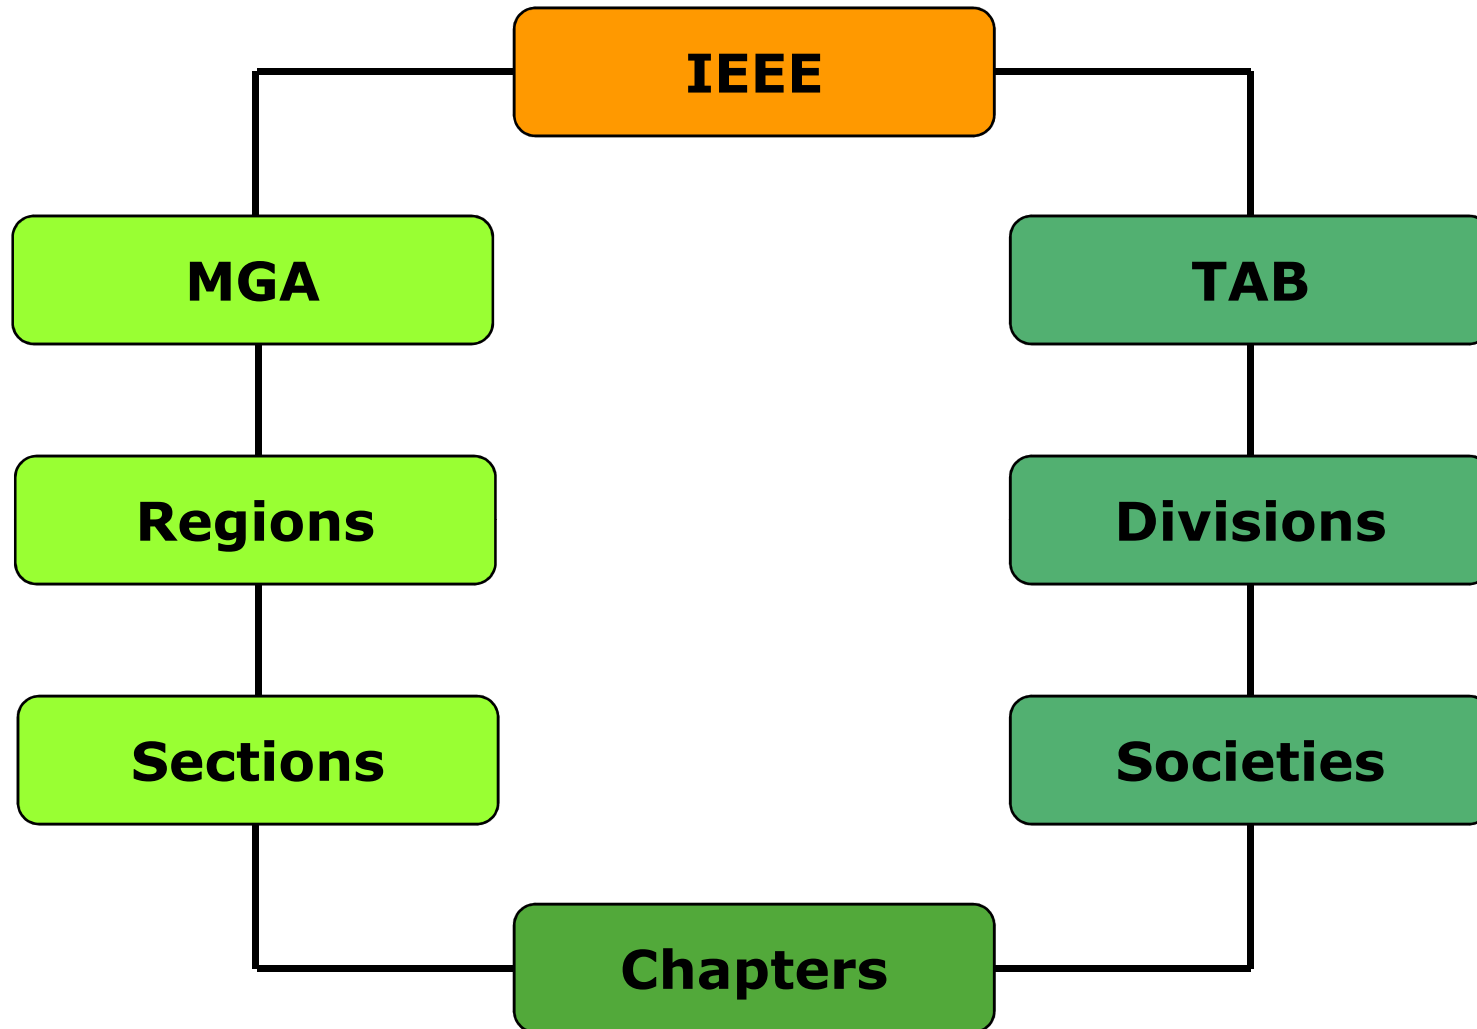 IEEE
MGA
TAB
Regions
Divisions
Sections
Societies
Chapters